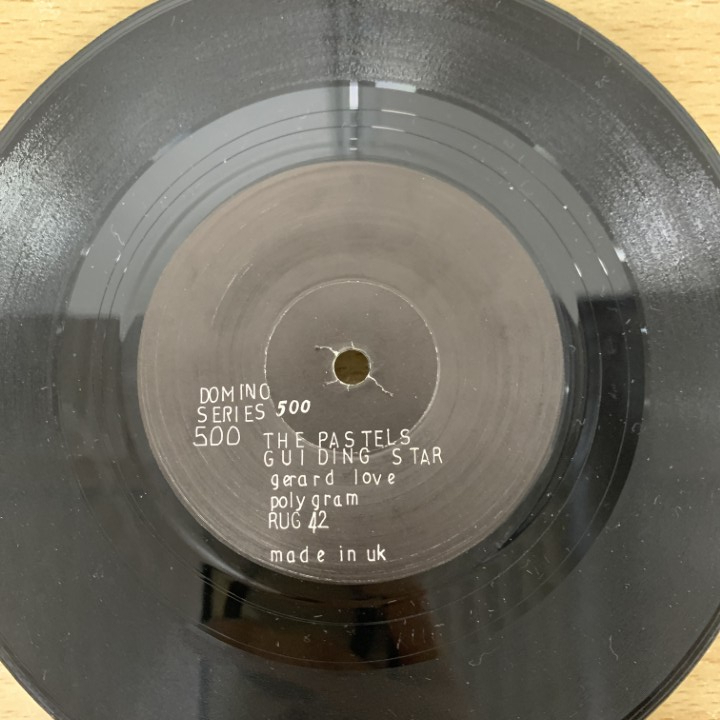 DOMINO
SERIES 500
500 THE PASTELS
GUIDING STAR
gerard love
polygram
RUG 42
made in uk